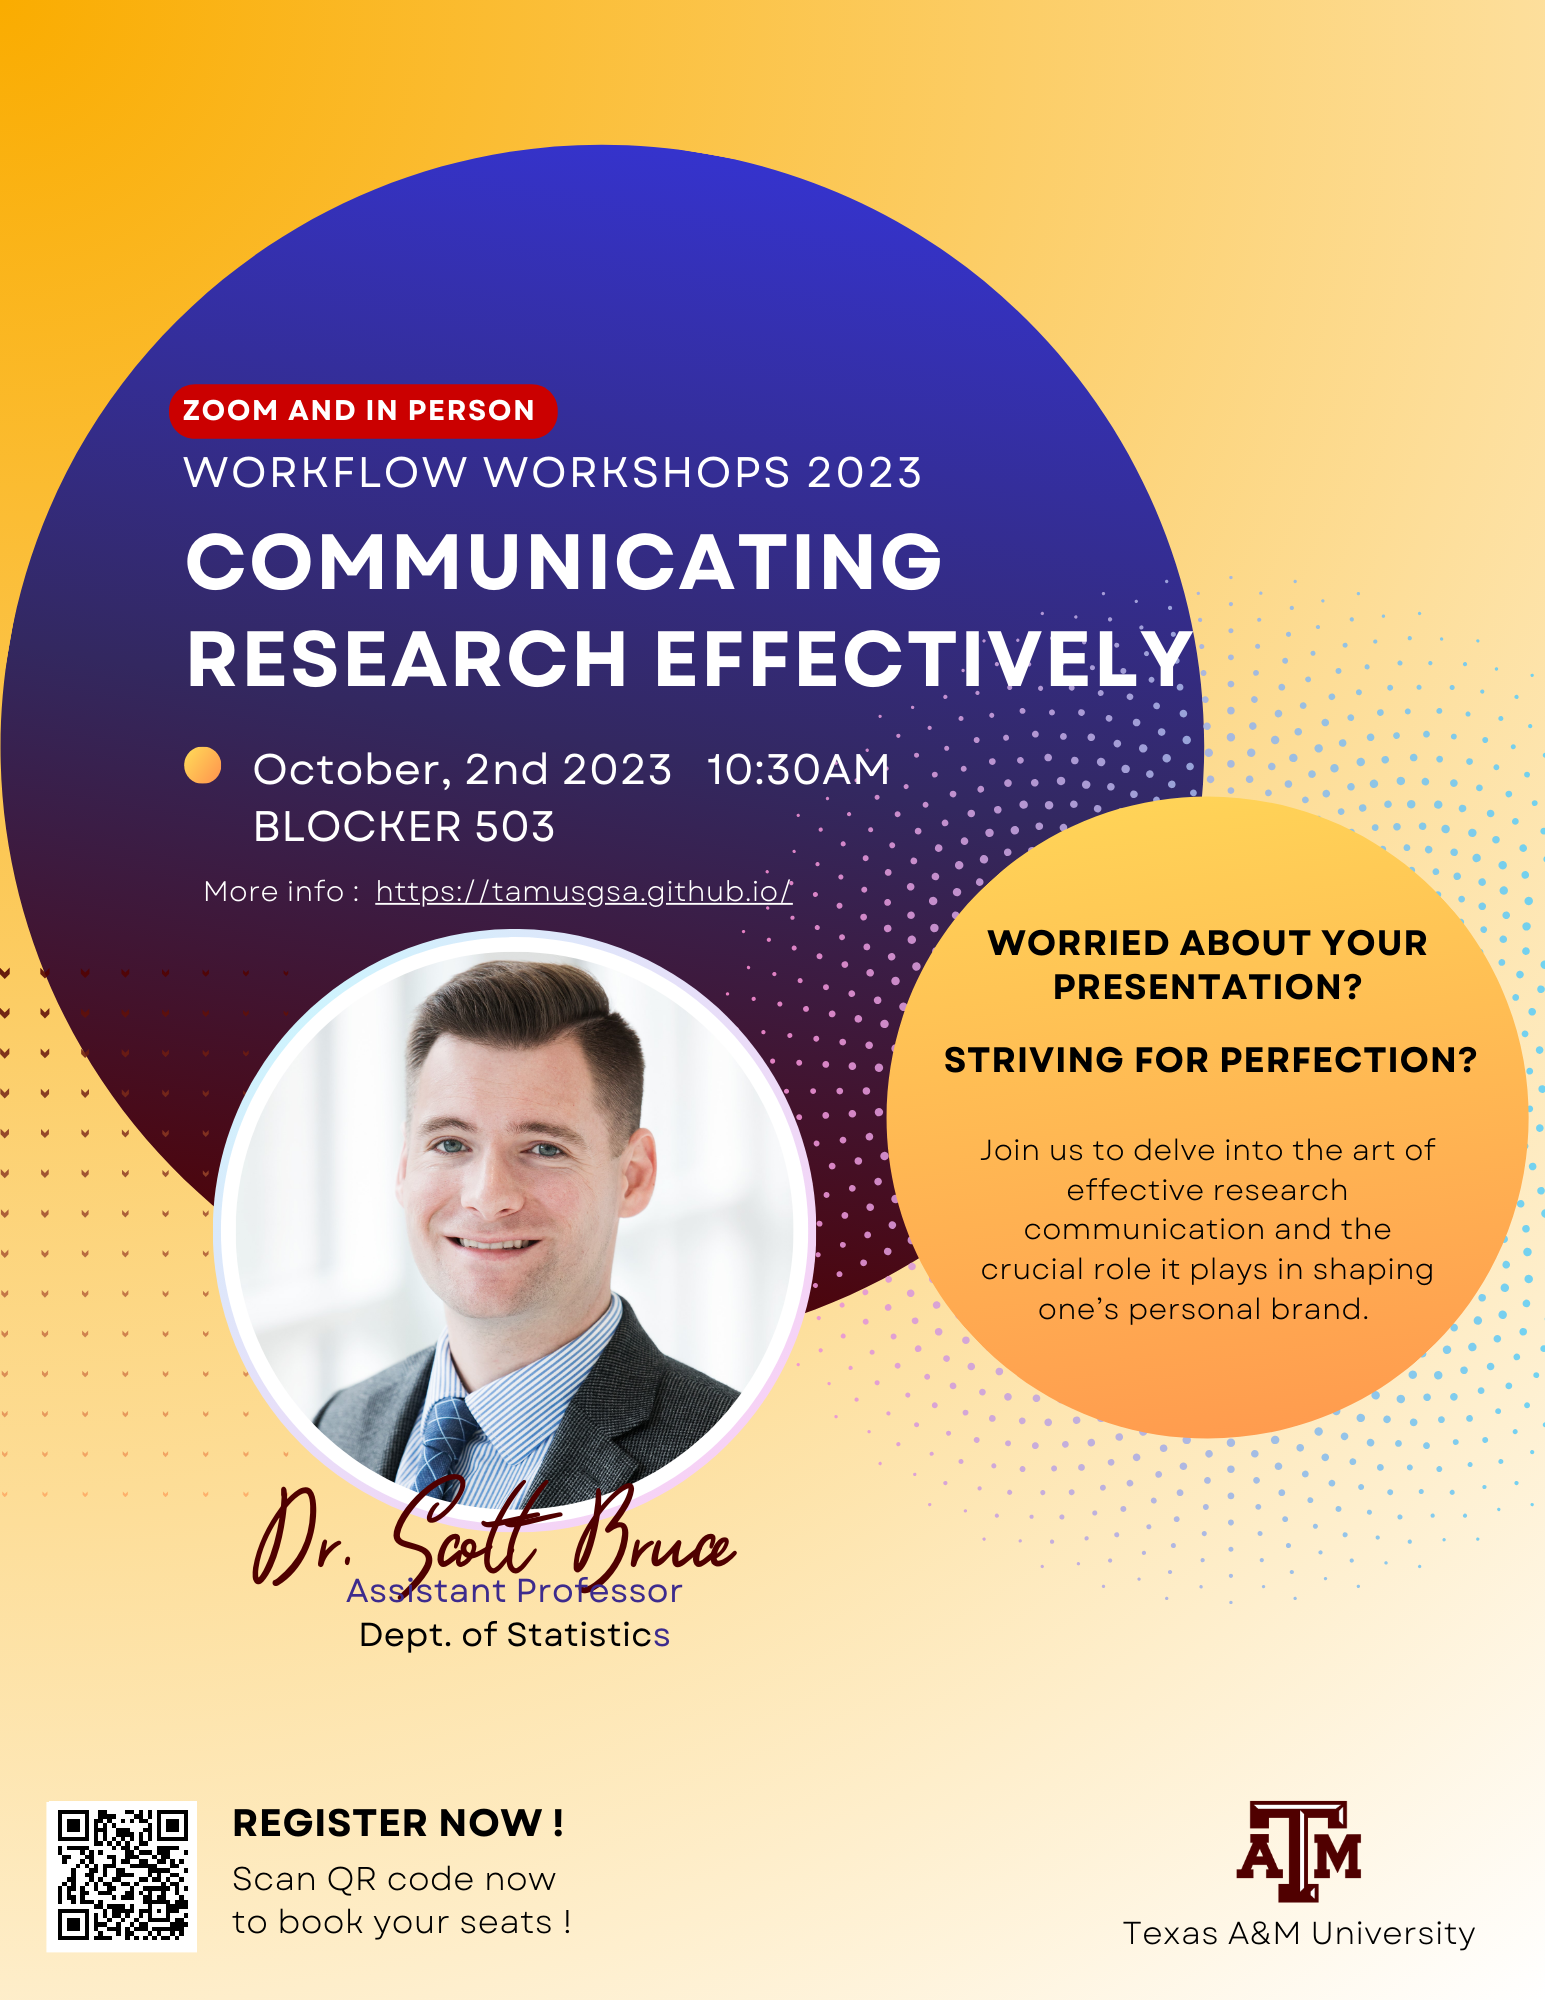 ZOOM AND IN PERSON
WORKFLOW WORKSHOPS 2023
COMMUNICATING
RESEARCH EFFECTIVELY
October, 2nd 2023 10:30AM
BLOCKER 503
More info : https://tamusgsa.github.io/
WORRIED ABOUT YOUR
PRESENTATION?
STRIVING FOR PERFECTION?
Join us to delve into the art of
effective research
communication and the
crucial role it plays in shaping
one’s personal brand.
Dr. Scott Bruce
Assistant Professor
Dept. of Statistics
REGISTER NOW !
Scan QR code now
to book your seats !
ATM
Texas A&M University